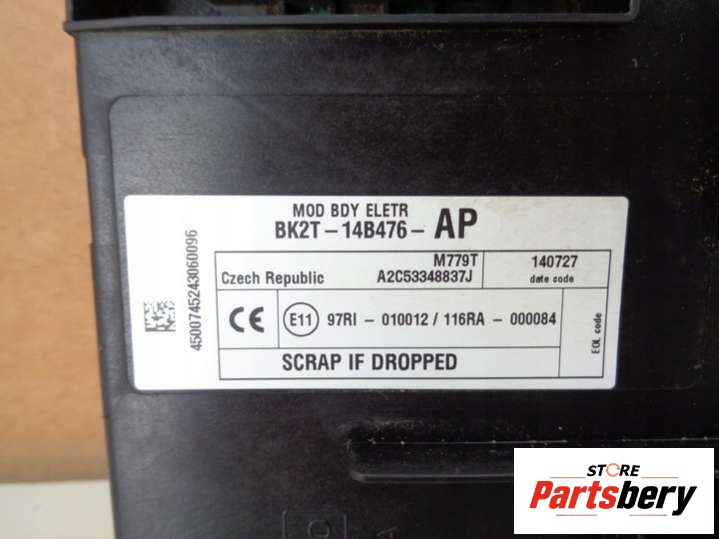 MOD BDY ELETR
BK2T-14B476- AP
M779T
Czech Republic A2C53348837J
140727
date code
CE E11 97RI - 010012 / 116RA - 000084
EOL code
SCRAP IF DROPPED
4500745243060096
STORE
Partsbery